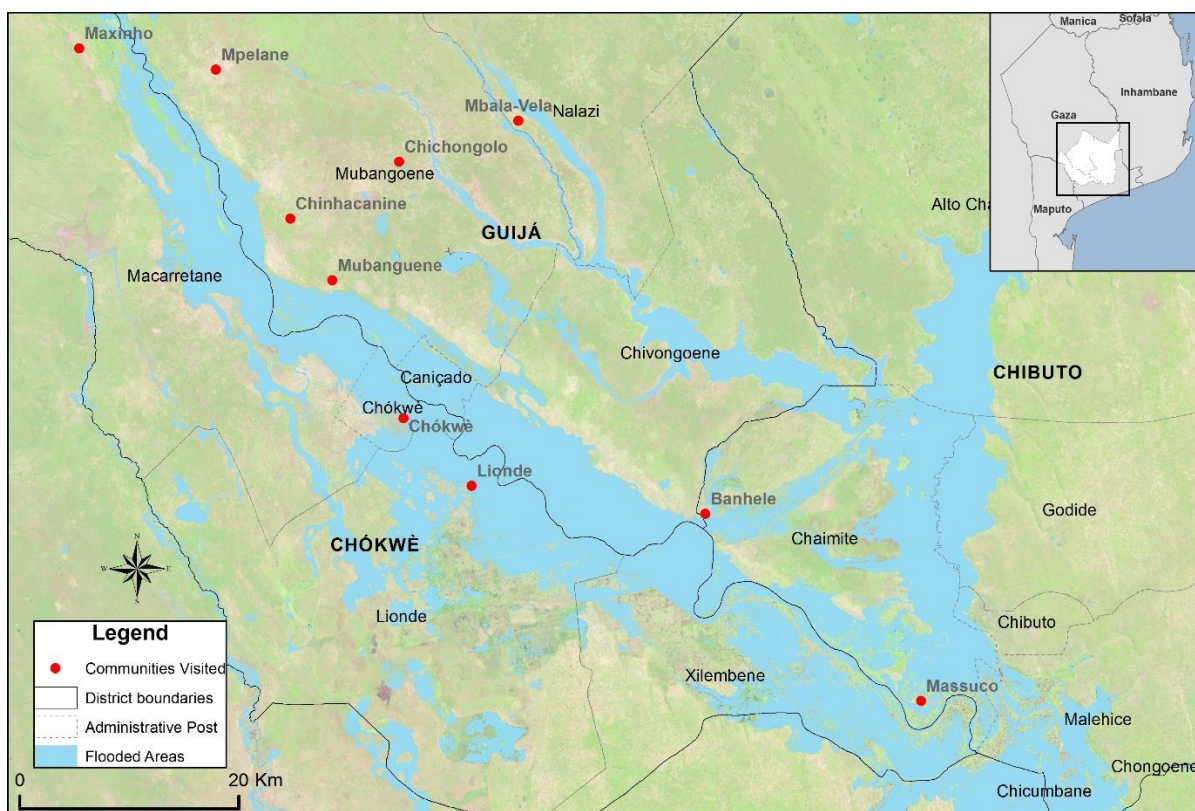 Maxinho
Mpelane
Mbala-Vela
Nalazi
Chichongolo
Mubangoene
Chinhacanine
GUIJÁ
Mubanguene
Macarretane
Alto Cha
Chivongoene
CHIBUTO
Caniçado
Chókwè
Chókwè
Lionde
Banhele
Godide
Chaimite
CHÓKWÈ
Lionde
Chibuto
Xilembene
Massuco
Malehice
Chongoene
Chicumbane
Manica
Sofala
Inhambane
Gaza
Maputo
N
W
E
S
Legend
Communities Visited
District boundaries
Administrative Post
Flooded Areas
0 20 Km